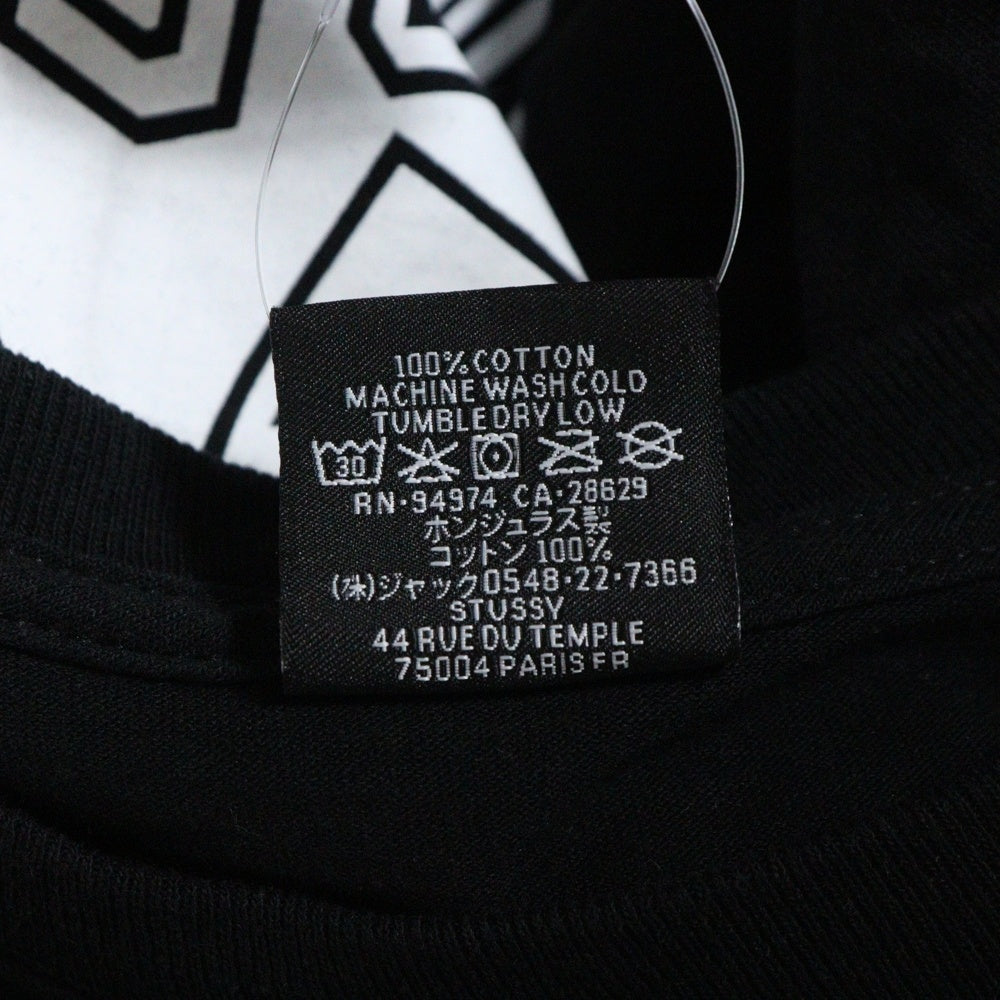 100% COTTON
MACHINE WASH COLD
TUMBLE DRY LOW
30
RN·94974 CA·28629
ホンジュラス製
コットン 100%
(株)ジャック0548·22·7366
STUSSY
44 RUE DU TEMPLE
75004 PARIS FR